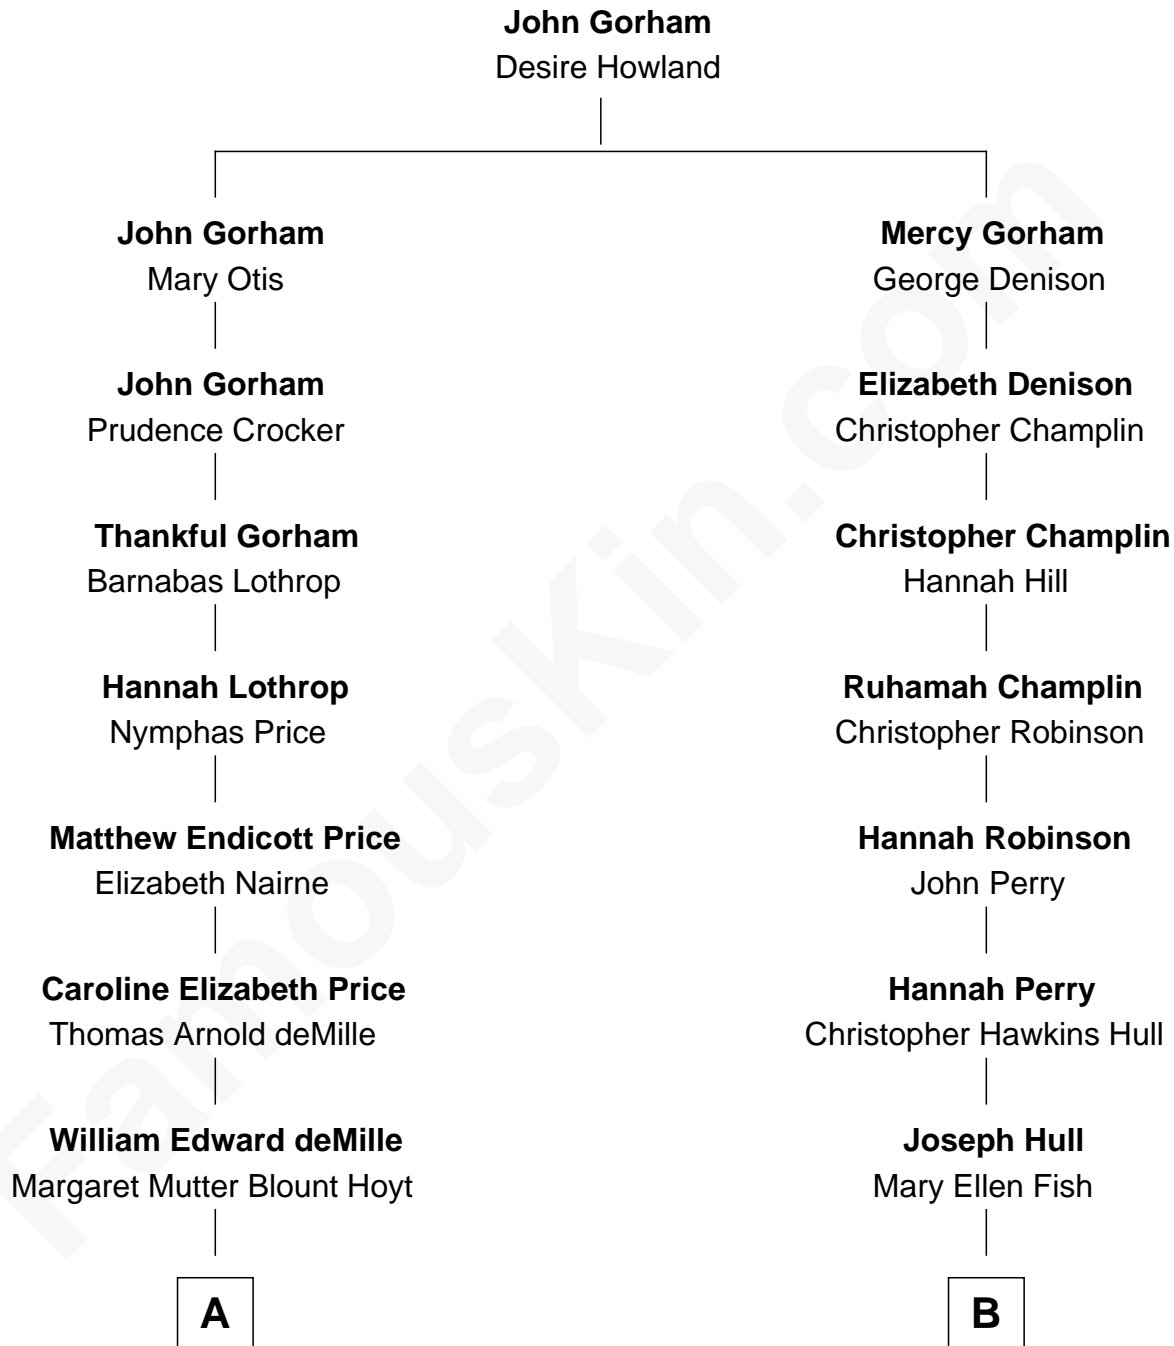 John Gorham
Desire Howland
John Gorham
Mary Otis
Mercy Gorham
George Denison
John Gorham
Prudence Crocker
Elizabeth Denison
Christopher Champlin
Thankful Gorham
Barnabas Lothrop
Christopher Champlin
Hannah Hill
Hannah Lothrop
Nymphas Price
Ruhamah Champlin
Christopher Robinson
Matthew Endicott Price
Elizabeth Nairne
Hannah Robinson
John Perry
Caroline Elizabeth Price
Thomas Arnold deMille
Hannah Perry
Christopher Hawkins Hull
William Edward deMille
Margaret Mutter Blount Hoyt
Joseph Hull
Mary Ellen Fish
A
B
FamousKin.com